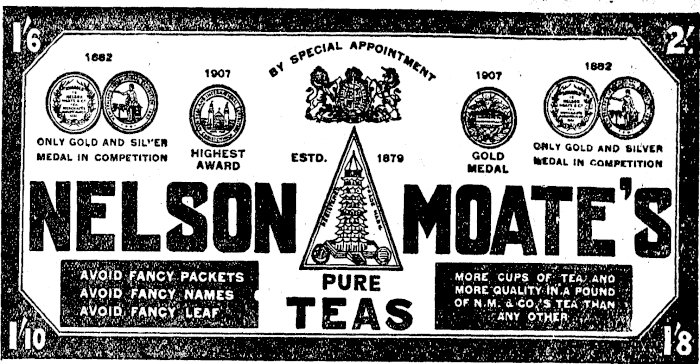 1'6
2'
1882
1907
BY SPECIAL APPOINTMENT
1907
1882
ONLY GOLD AND SILVER
MEDAL IN COMPETITION
HIGHEST
AWARD
ESTD. 1879
GOLD
MEDAL
ONLY GOLD AND SILVER
MEDAL IN COMPETITION
NELSON MOATE'S
AVOID FANCY PACKETS
AVOID FANCY NAMES
AVOID FANCY LEAF
PURE
TEAS
MORE CUPS OF TEA AND
MORE QUALITY IN A POUND
OF N.M. & CO.'S TEA THAN
ANY OTHER
1'10
1'8